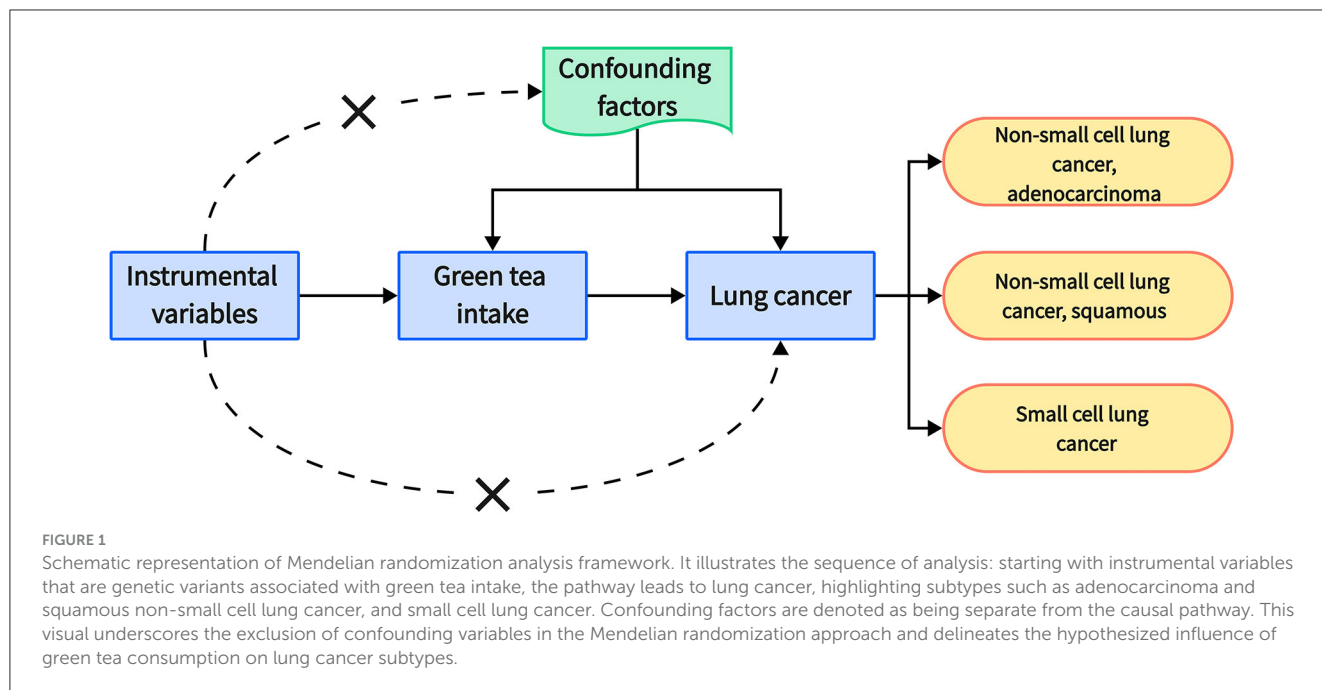 Confounding
factors
Instrumental
variables
Green tea
intake
Lung cancer
Non-small cell lung
cancer,
adenocarcinoma
Non-small cell lung
cancer, squamous
Small cell lung
cancer
FIGURE 1
Schematic representation of Mendelian randomization analysis framework. It illustrates the sequence of analysis: starting with instrumental variables
that are genetic variants associated with green tea intake, the pathway leads to lung cancer, highlighting subtypes such as adenocarcinoma and
squamous non-small cell lung cancer, and small cell lung cancer. Confounding factors are denoted as being separate from the causal pathway. This
visual underscores the exclusion of confounding variables in the Mendelian randomization approach and delineates the hypothesized influence of
green tea consumption on lung cancer subtypes.